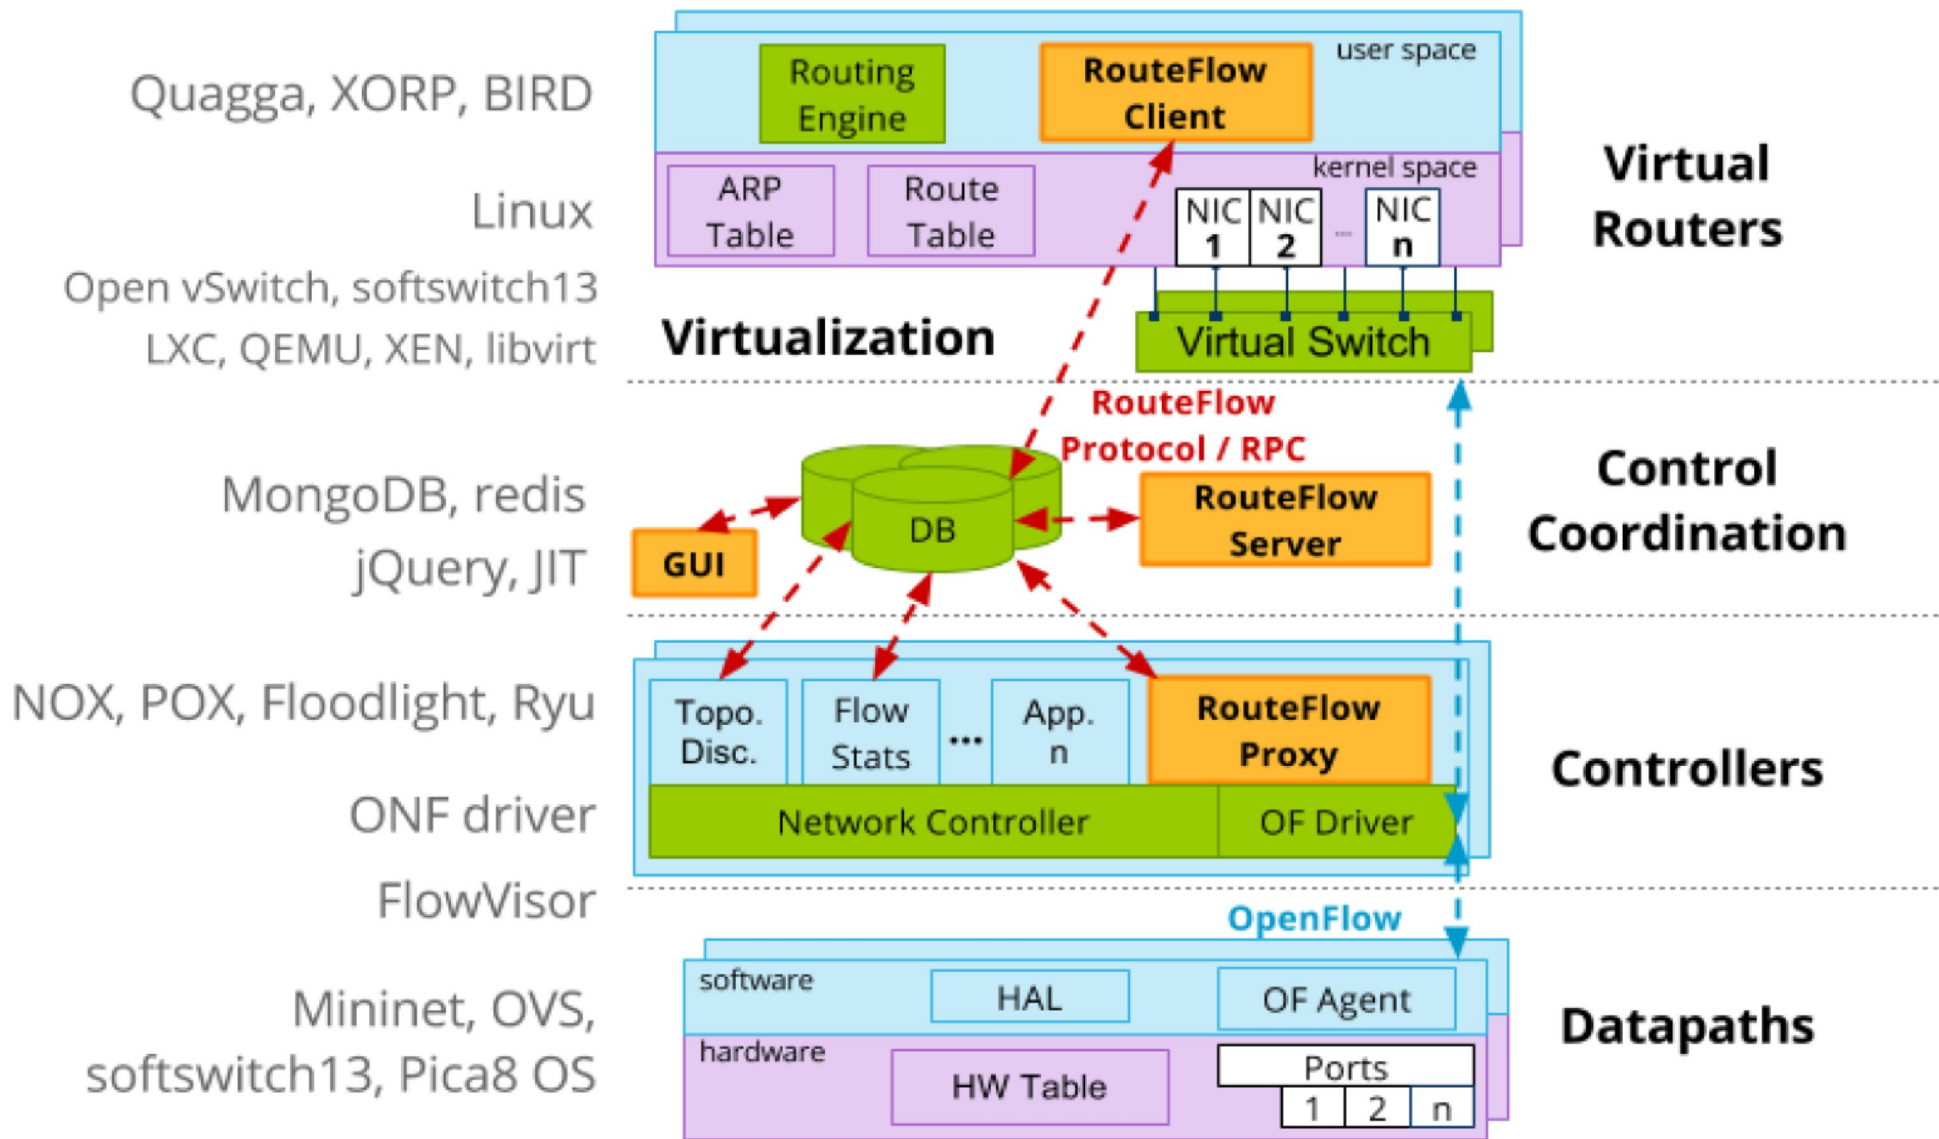 Quagga, XORP, BIRD
Linux
Open vSwitch, softswitch13
LXC, QEMU, XEN, libvirt
Routing
Engine
RouteFlow
Client
user space
kernel space
ARP
Table
Route
Table
NIC
1
NIC
2
...
NIC
n
Virtual Switch
Virtualization
Virtual
Routers
MongoDB, redis
jQuery, JIT
GUI
DB
RouteFlow
Protocol / RPC
RouteFlow
Server
Control
Coordination
NOX, POX, Floodlight, Ryu
ONF driver
FlowVisor
Topo.
Disc.
Flow
Stats
...
App.
n
RouteFlow
Proxy
Network Controller
OF Driver
Controllers
OpenFlow
Mininet, OVS,
softswitch13, Pica8 OS
software
HAL
OF Agent
hardware
HW Table
Ports
1
2
n
Datapaths